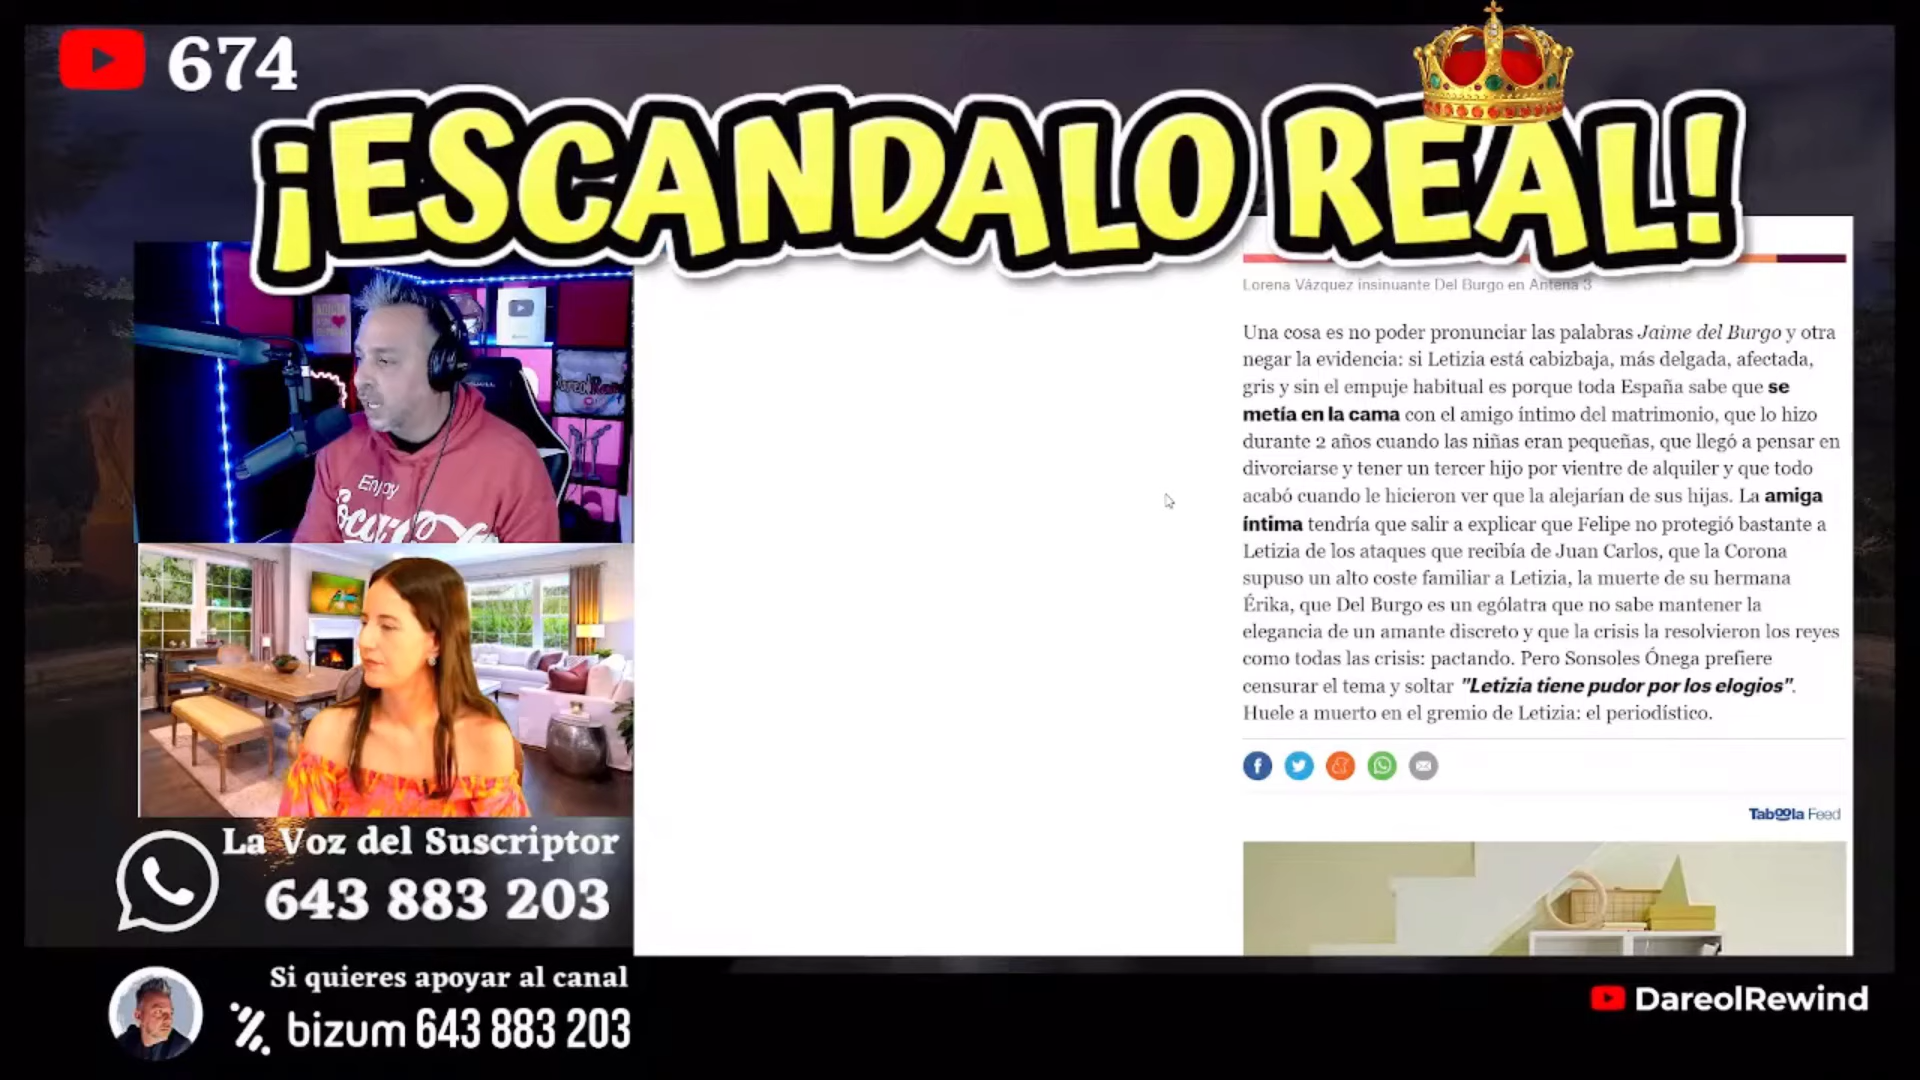 674
¡ESCANDALO REAL!
Lorena Vázquez insinuante Del Burgo en Antena 3
Una cosa es no poder pronunciar las palabras Jaime del Burgo y otra
negar la evidencia: si Letizia está cabizbaja, más delgada, afectada,
gris y sin el empuje habitual es porque toda España sabe que se
metía en la cama con el amigo íntimo del matrimonio, que lo hizo
durante 2 años cuando las niñas eran pequeñas, que llegó a pensar en
divorciarse y tener un tercer hijo por vientre de alquiler y que todo
acabó cuando le hicieron ver que la alejarían de sus hijas. La amiga
íntima tendría que salir a explicar que Felipe no protegió bastante a
Letizia de los ataques que recibía de Juan Carlos, que la Corona
supuso un alto coste familiar a Letizia, la muerte de su hermana
Érika, que Del Burgo es un ególatra que no sabe mantener la
elegancia de un amante discreto y que la crisis la resolvieron los reyes
como todas las crisis: pactando. Pero Sonsoles Ónega prefiere
censurar el tema y soltar "Letizia tiene pudor por los elogios".
Huele a muerto en el gremio de Letizia: el periodístico.
Taboola Feed
Enjoy
La Voz del Suscriptor
643 883 203
Si quieres apoyar al canal
bizum 643 883 203
DareolRewind